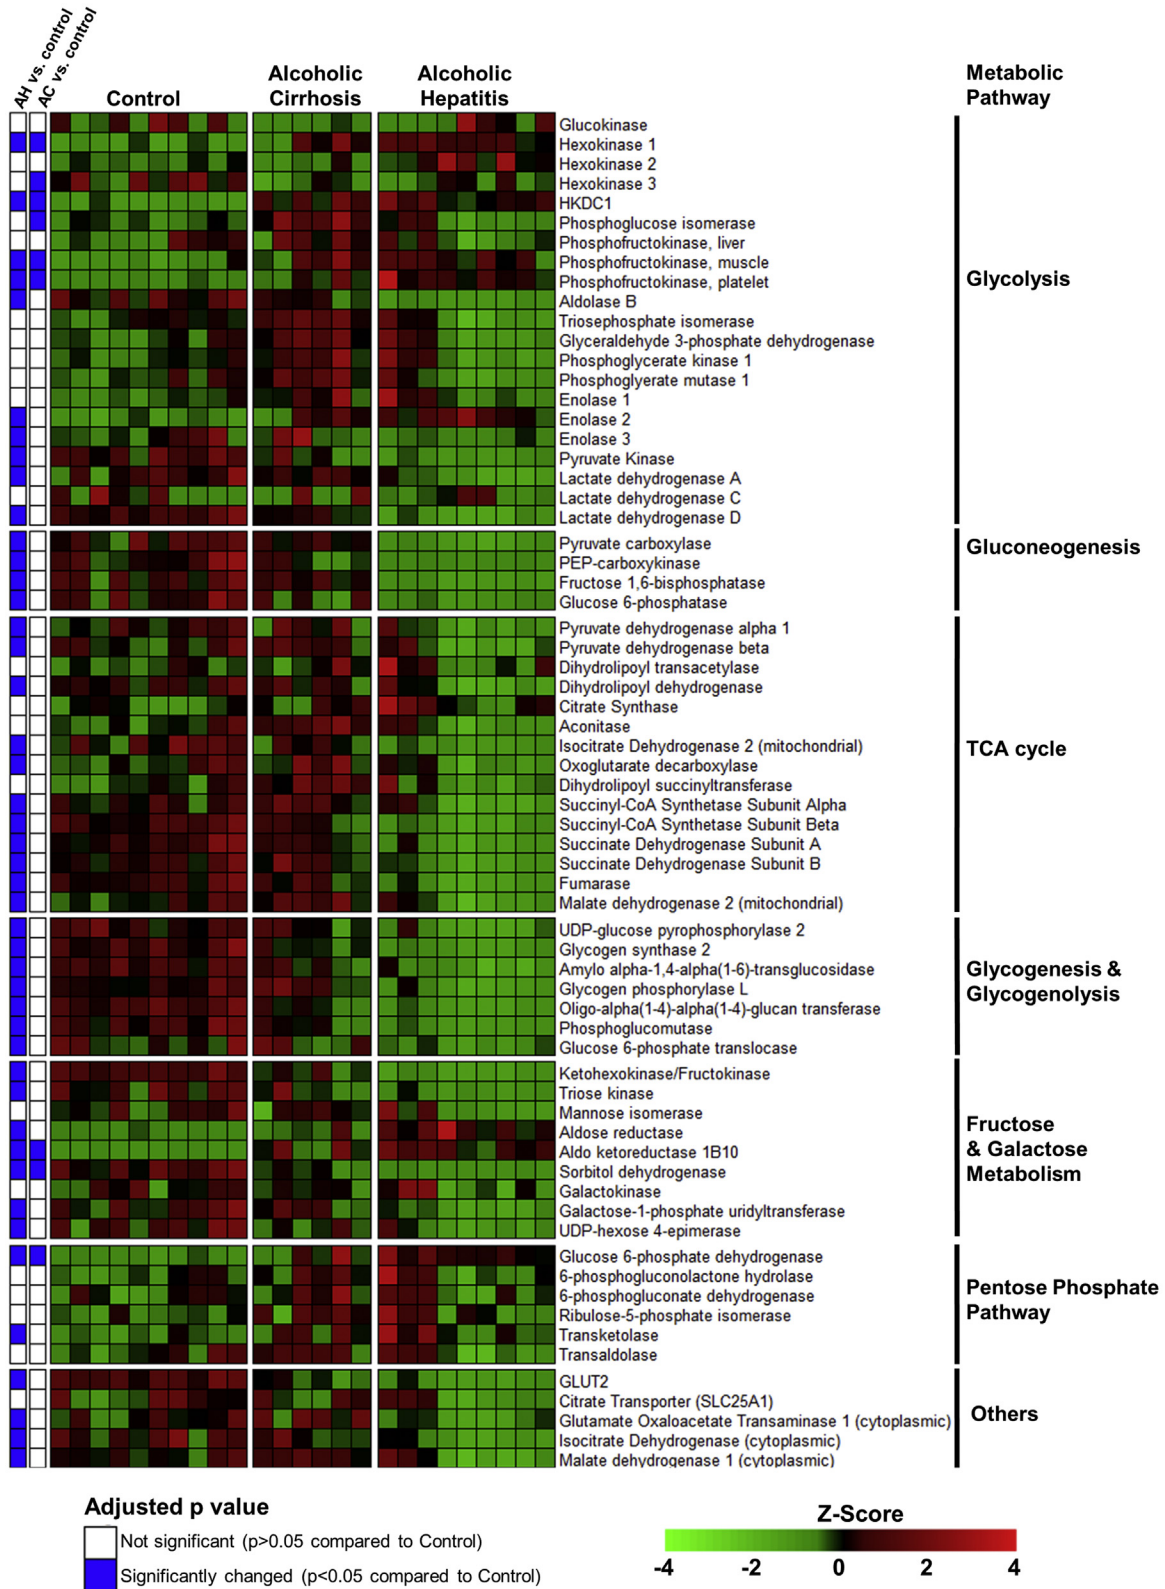 AH vs. control
AC vs. control
Control
Alcoholic
Cirrhosis
Alcoholic
Hepatitis
Metabolic
Pathway
Glucokinase
Hexokinase 1
Hexokinase 2
Hexokinase 3
HKDC1
Phosphoglucose isomerase
Phosphofructokinase, liver
Phosphofructokinase, muscle
Phosphofructokinase, platelet
Aldolase B
Triosephosphate isomerase
Glyceraldehyde 3-phosphate dehydrogenase
Phosphoglycerate kinase 1
Phosphoglyerate mutase 1
Enolase 1
Enolase 2
Enolase 3
Pyruvate Kinase
Lactate dehydrogenase A
Lactate dehydrogenase C
Lactate dehydrogenase D
Glycolysis
Pyruvate carboxylase
PEP-carboxykinase
Fructose 1,6-bisphosphatase
Glucose 6-phosphatase
Gluconeogenesis
Pyruvate dehydrogenase alpha 1
Pyruvate dehydrogenase beta
Dihydrolipoyl transacetylase
Dihydrolipoyl dehydrogenase
Citrate Synthase
Aconitase
Isocitrate Dehydrogenase 2 (mitochondrial)
Oxoglutarate decarboxylase
Dihydrolipoyl succinyltransferase
Succinyl-CoA Synthetase Subunit Alpha
Succinyl-CoA Synthetase Subunit Beta
Succinate Dehydrogenase Subunit A
Succinate Dehydrogenase Subunit B
Fumarase
Malate dehydrogenase 2 (mitochondrial)
TCA cycle
UDP-glucose pyrophosphorylase 2
Glycogen synthase 2
Amylo alpha-1,4-alpha(1-6)-transglucosidase
Glycogen phosphorylase L
Oligo-alpha(1-4)-alpha(1-4)-glucan transferase
Phosphoglucomutase
Glucose 6-phosphate translocase
Glycogenesis &
Glycogenolysis
Ketohexokinase/Fructokinase
Triose kinase
Mannose isomerase
Aldose reductase
Aldo ketoreductase 1B10
Sorbitol dehydrogenase
Galactokinase
Galactose-1-phosphate uridyltransferase
UDP-hexose 4-epimerase
Fructose
& Galactose
Metabolism
Glucose 6-phosphate dehydrogenase
6-phosphogluconolactone hydrolase
6-phosphogluconate dehydrogenase
Ribulose-5-phosphate isomerase
Transketolase
Transaldolase
Pentose Phosphate
Pathway
GLUT2
Citrate Transporter (SLC25A1)
Glutamate Oxaloacetate Transaminase 1 (cytoplasmic)
Isocitrate Dehydrogenase (cytoplasmic)
Malate dehydrogenase 1 (cytoplasmic)
Others
Adjusted p value
Not significant (p>0.05 compared to Control)
Significantly changed (p<0.05 compared to Control)
Z-Score
-4 -2 0 2 4